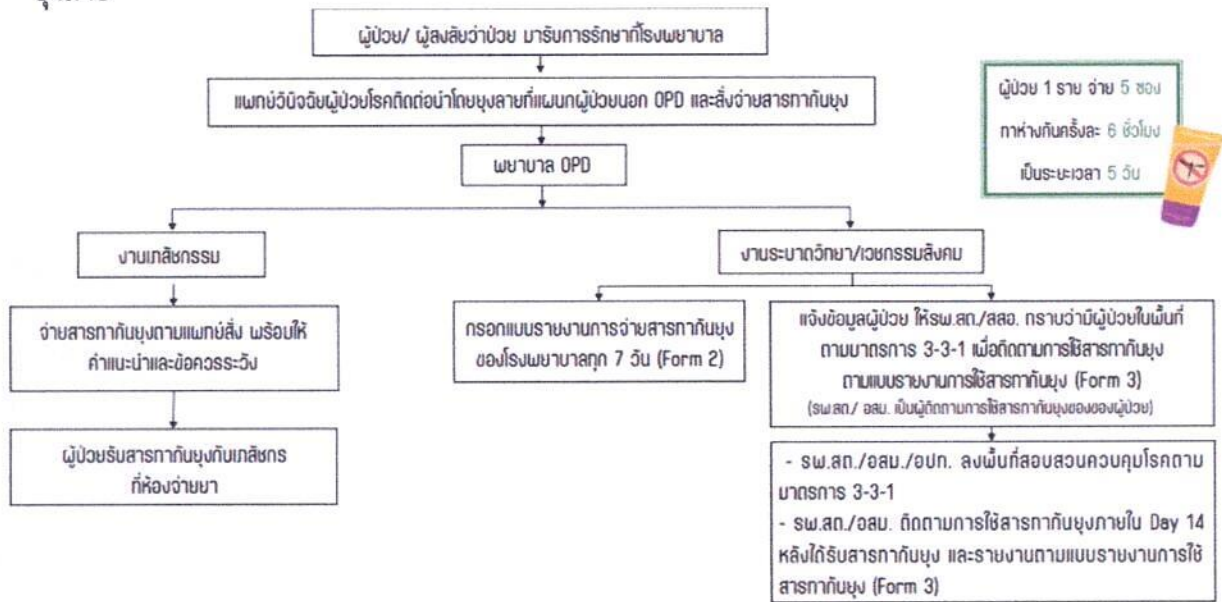 ผู้ป่วย/ ผู้สงสัยว่าป่วย มารับการรักษาที่โรงพยาบาล
แพทย์วินิจฉัยผู้ป่วยโรคติดต่อนำโดยยุงลายที่แผนกผู้ป่วยนอก OPD และสั่งจ่ายสารทากันยุง
ผู้ป่วย 1 ราย จ่าย 5 ซอง
ทาห่างกันครั้งละ 6 ชั่วโมง
เป็นระยะเวลา 5 วัน
พยาบาล OPD
งานเภสัชกรรม
จ่ายสารทากันยุงตามแพทย์สั่ง พร้อมให้
คำแนะนำและข้อควรระวัง
ผู้ป่วยรับสารทากันยุงกับเภสัชกร
ที่ห้องจ่ายยา
งานระบาดวิทยา/เวชกรรมสังคม
กรอกแบบรายงานการจ่ายสารทากันยุง
ของโรงพยาบาลทุก 7 วัน (Form 2)
แจ้งข้อมูลผู้ป่วย ให้รพ.สต./สสอ. ทราบว่ามีผู้ป่วยในพื้นที่
ตามมาตรการ 3-3-1 เพื่อติดตามการใช้สารทากันยุง
ตามแบบรายงานการใช้สารทากันยุง (Form 3)
(รพ.สต./ อสม. เป็นผู้ติดตามการใช้สารทากันยุงของของผู้ป่วย)
- รพ.สต./อสม./อปท. ลงพื้นที่สอบสวนควบคุมโรคตาม
มาตรการ 3-3-1
- รพ.สต./อสม. ติดตามการใช้สารทากันยุงภายใน Day 14
หลังได้รับสารทากันยุง และรายงานตามแบบรายงานการใช้
สารทากันยุง (Form 3)